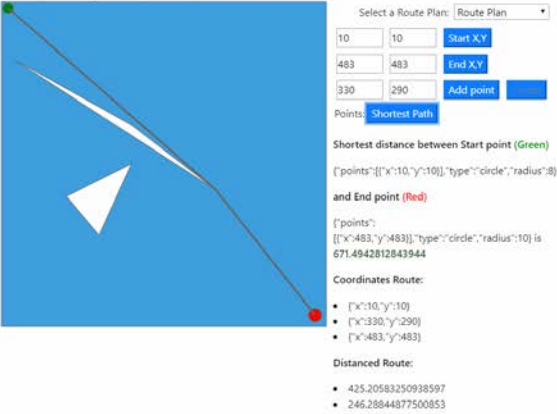 Select a Route Plan: Route Plan
10 10 Start X,Y
483 483 End X,Y
330 290 Add point
Points: Shortest Path
Shortest distance between Start point (Green)
{"points":[{"x":10,"y":10}],"type":"circle","radius":8}
and End point (Red)
{"points":
[{"x":483,"y":483}],"type":"circle","radius":10} is
671.4942812843944
Coordinates Route:
{"x":10,"y":10}
{"x":330,"y":290}
{"x":483,"y":483}
Distanced Route:
425.20583250938597
246.28844877500853